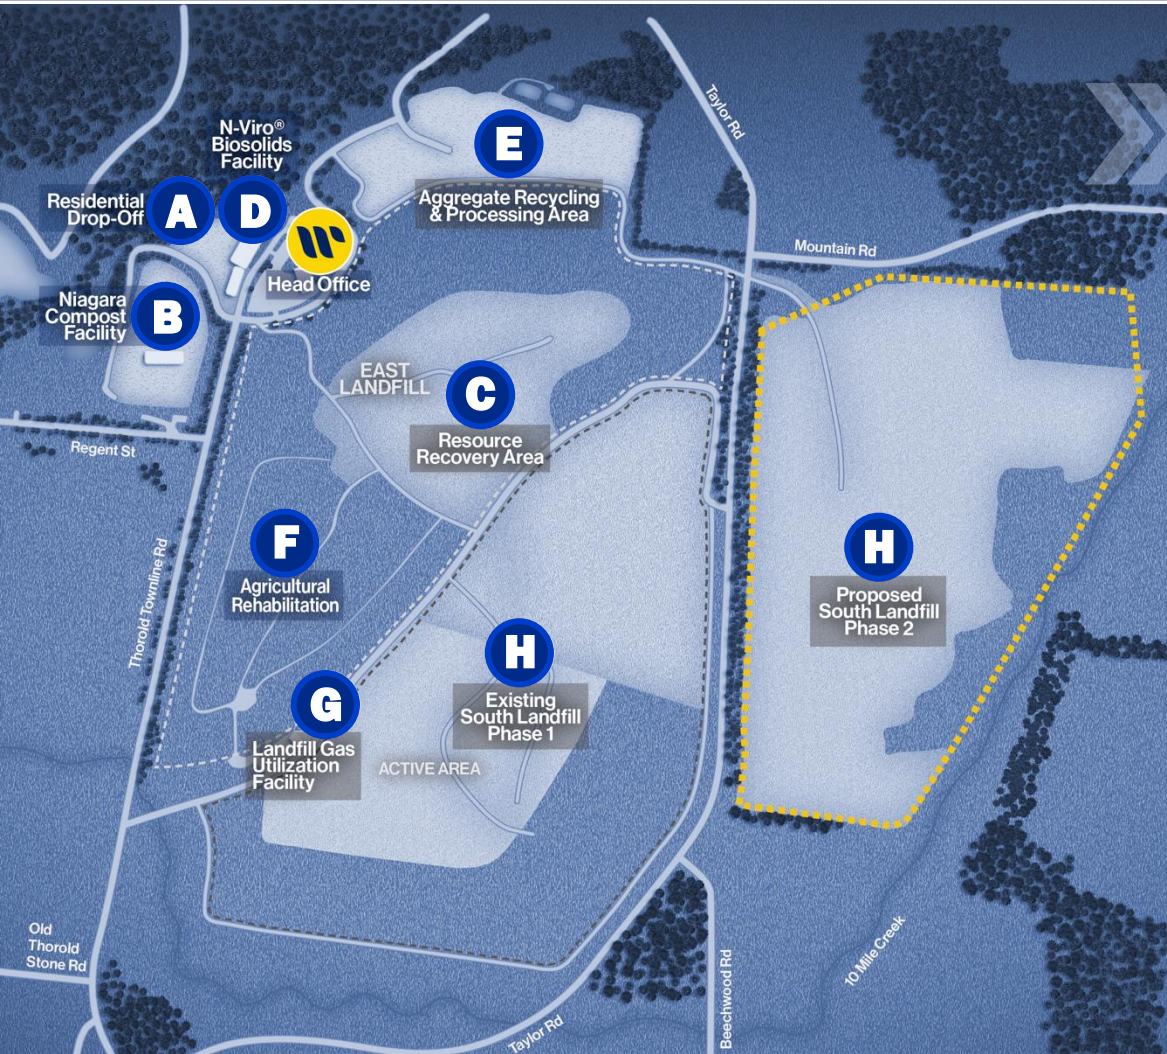 Taylor Rd
N-Viro®
Biosolids
Facility
E
Residential
Drop-Off
A
D
Aggregate Recycling
& Processing Area
W
Mountain Rd
Head Office
Niagara
Compost
Facility
B
EAST
LANDFILL
C
Resource
Recovery Area
Regent St
F
Agricultural
Rehabilitation
Thorold Townline Rd
H
Proposed
South Landfill
Phase 2
H
Existing
South Landfill
Phase 1
G
Landfill Gas
Utilization
Facility
ACTIVE AREA
Old
Thorold
Stone Rd
10 Mile Creek
Beechwood Rd
Taylor Rd